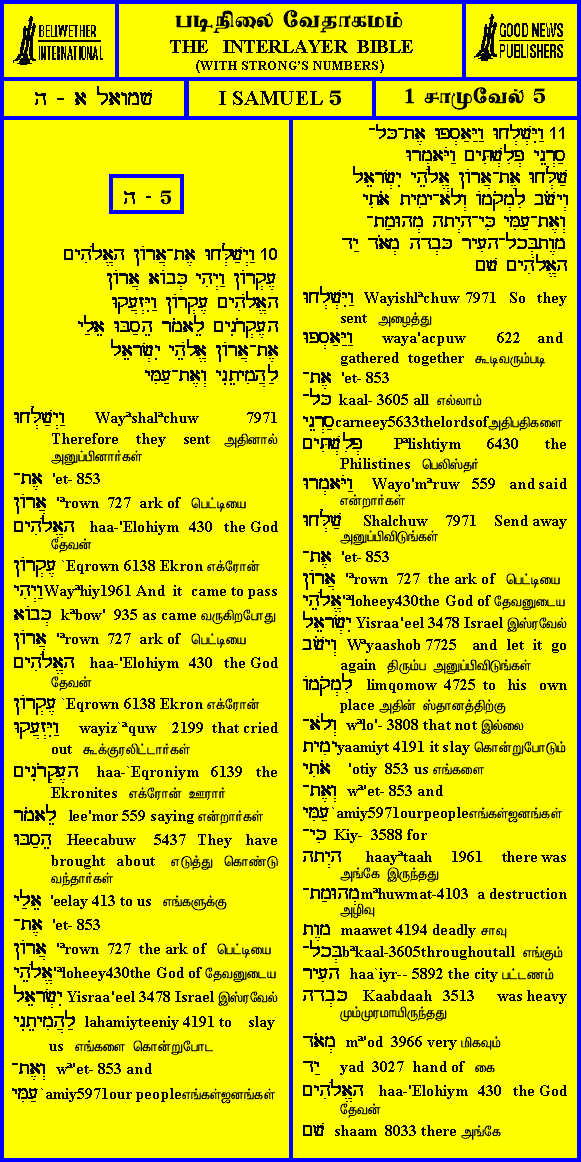 BELLWETHER
INTERNATIONAL
படிநிலை வேதாகமம்
THE INTERLAYER BIBLE
(WITH STRONG'S NUMBERS)
GOOD NEWS
PUBLISHERS
שמואל א - ה
I SAMUEL 5
1 சாமுவேல் 5
5 - ה
10 וַיְשַׁלְּחוּ אֶת־אֲרוֹן הָאֱלֹהִים
עֶקְרוֹן וַיְהִי כְּבוֹא אֲרוֹן
הָאֱלֹהִים עֶקְרוֹן וַיִּזְעֲקוּ
הָעֶקְרֹנִים לֵאמֹר הֵסַבּוּ אֵלַי
אֶת־אֲרוֹן אֱלֹהֵי יִשְׂרָאֵל
לַהֲמִיתֵנִי וְאֶת־עַמִּי
וַיְשַׁלְּחוּ Wayªshalªchuw 7971
Therefore they sent அதினால்
அனுப்பினார்கள்
אֶת־ 'et- 853
אֲרוֹן 'ªrown 727 ark of பெட்டியை
הָאֱלֹהִים haa-'Elohiym 430 the God
தேவன்
עֶקְרוֹן `Eqrown 6138 Ekron எக்ரோன்
וַיְהִי Wayªhiy1961 And it came to pass
כְּבוֹא kªbow' 935 as came வருகிறபோது
אֲרוֹן 'ªrown 727 ark of பெட்டியை
הָאֱלֹהִים haa-'Elohiym 430 the God
தேவன்
עֶקְרוֹן `Eqrown 6138 Ekron எக்ரோன்
וַיִּזְעֲקוּ wayiz`ªquw 2199 that cried
out கூக்குரலிட்டார்கள்
הָעֶקְרֹנִים haa-`Eqroniym 6139 the
Ekronites எக்ரோன் ஊரார்
לֵאמֹר lee'mor 559 saying என்றார்கள்
הֵסַבּוּ Heecabuw 5437 They have
brought about எடுத்து கொண்டு
வந்தார்கள்
אֵלַי 'eelay 413 to us எங்களுக்கு
אֶת־ 'et- 853
אֲרוֹן 'ªrown 727 the ark of பெட்டியை
אֱלֹהֵי 'ªloheey430the God of தேவனுடைய
יִשְׂרָאֵל Yisraa'eel 3478 Israel இஸ்ரவேல்
לַהֲמִיתֵנִי lahamiyteeniy 4191 to slay
us எங்களை கொன்றுபோட
וְאֶת־ wª'et- 853 and
עַמִּי `amiy5971our peopleஎங்கள்ஜனங்கள்
11 וַיִּשְׁלְחוּ וַיַּאַסְפוּ אֶת־כָּל־
סַרְנֵי פְלִשְׁתִּים וַיֹּאמְרוּ
שַׁלְּחוּ אֶת־אֲרוֹן אֱלֹהֵי יִשְׂרָאֵל
וְיָשֹׁב לִמְקֹמוֹ וְלֹא־יָמִית אֹתִי
וְאֶת־עַמִּי כִּי־הָיְתָה מְהוּמַת־
מָוֶתבְּכָל־הָעִיר כָּבְדָה מְאֹד יַד
הָאֱלֹהִים שָׁם
וַיִּשְׁלְחוּ Wayishlªchuw 7971 So they
sent அழைத்து
וַיַּאַסְפוּ waya'acpuw 622 and
gathered together கூடிவரும்படி
אֶת־ 'et- 853
כָּל־ kaal- 3605 all எல்லாம்
סַרְנֵי carneey5633thelordsofஅதிபதிகளை
פְלִשְׁתִּים Pªlishtiym 6430 the
Philistines பெலிஸ்தர்
וַיֹּאמְרוּ Wayo'mªruw 559 and said
என்றார்கள்
שַׁלְּחוּ Shalchuw 7971 Send away
அனுப்பிவிடுங்கள்
אֶת־ 'et- 853
אֲרוֹן 'ªrown 727 the ark of பெட்டியை
אֱלֹהֵי 'ªloheey430the God of தேவனுடைய
יִשְׂרָאֵל Yisraa'eel 3478 Israel இஸ்ரவேல்
וְיָשֹׁב Wªyaashob 7725 and let it go
again திரும்ப அனுப்பிவிடுங்கள்
לִמְקֹמוֹ limqomow 4725 to his own
place அதின் ஸ்தானத்திற்கு
וְלֹא־ wªlo'- 3808 that not இல்லை
יָמִית yaamiyt 4191 it slay கொன்றுபோடும்
אֹתִי 'otiy 853 us எங்களை
וְאֶת־ wª'et- 853 and
עַמִּי `amiy5971ourpeopleஎங்கள்ஜனங்கள்
כִּי־ Kiy- 3588 for
הָיְתָה haayªtaah 1961 there was
அங்கே இருந்தது
מְהוּמַת־ mªhuwmat-4103 a destruction
அழிவு
מָוֶת maawet 4194 deadly சாவு
בְּכָל־ bªkaal-3605throughoutall எங்கும்
הָעִיר haa`iyr-- 5892 the city பட்டணம்
כָּבְדָה Kaabdaah 3513 was heavy
மும்முரமாயிருந்தது
מְאֹד mª'od 3966 very மிகவும்
יַד yad 3027 hand of கை
הָאֱלֹהִים haa-'Elohiym 430 the God
தேவன்
שָׁם shaam 8033 there அங்கே